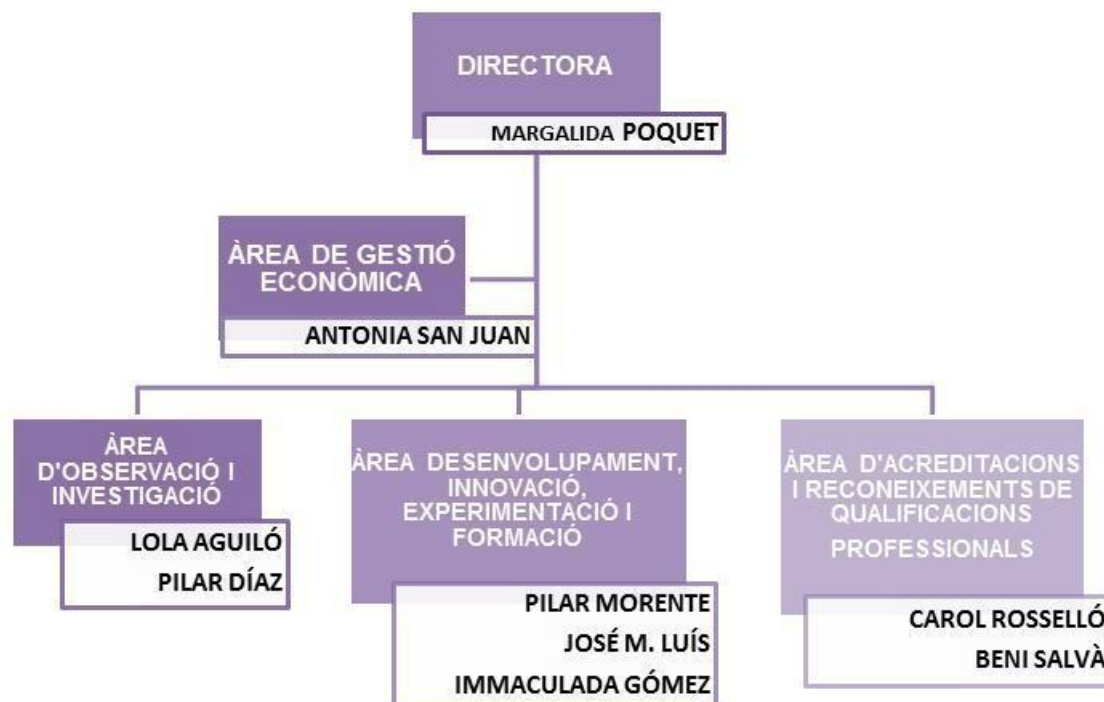 DIRECTORA
MARGALIDA POQUET
ÀREA DE GESTIÓ
ECONÒMICA
ANTONIA SAN JUAN
ÀREA
D'OBSERVACIÓ I
INVESTIGACIÓ
LOLA AGUILÓ
PILAR DÍAZ
ÀREA DESENVOLUPAMENT,
INNOVACIÓ,
EXPERIMENTACIÓ I
FORMACIÓ
PILAR MORENTE
JOSÉ M. LUÍS
IMMACULADA GÓMEZ
ÀREA D'ACREDITACIONS
I RECONEIXEMENTS DE
QUALIFICACIONS
PROFESSIONALS
CAROL ROSSELLÓ
BENI SALVÀ